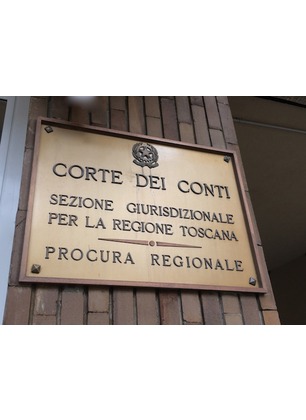 CORTE DEI CONTI
SEZIONE GIURISDIZIONALE
PER LA REGIONE TOSCANA
PROCURA REGIONALE